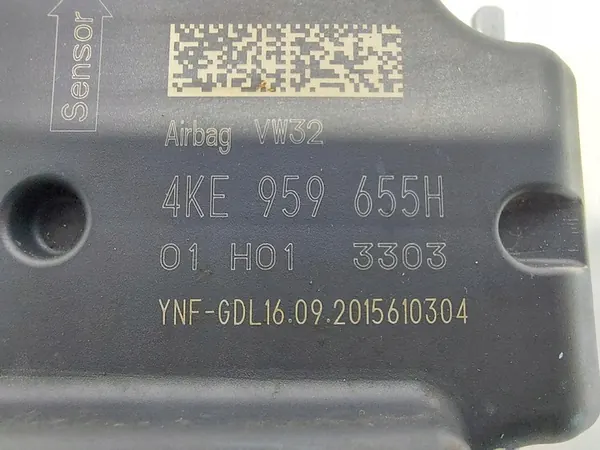 Sensor
Airbag VW32
4KE 959 655H
01 H01 3303
YNF-GDL16.09.2015610304